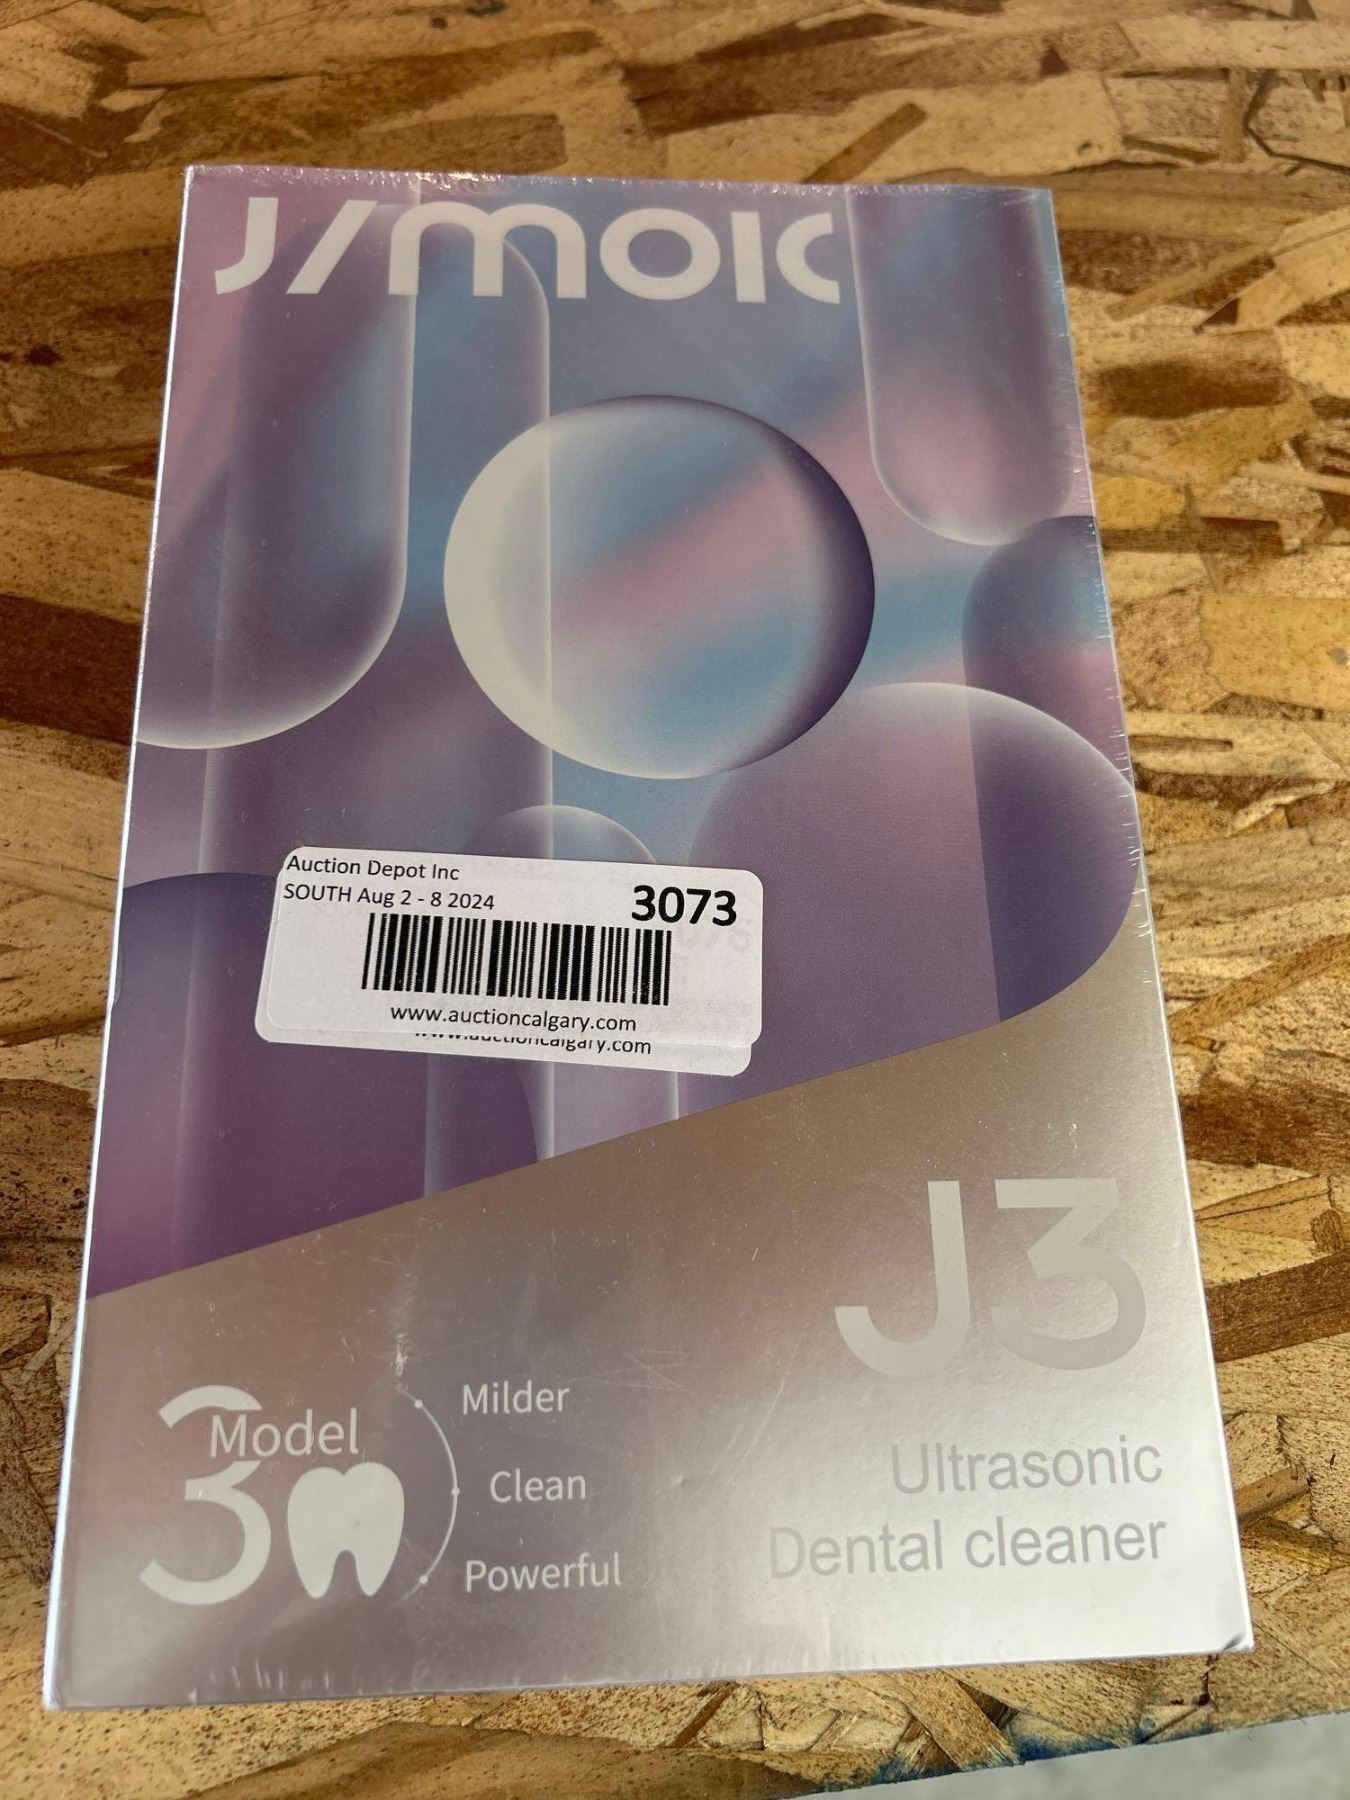 J/MOIC
Auction Depot Inc
SOUTH Aug 2 - 8 2024
3073
www.auctioncalgary.com
www.auctioncalgary.com
J3
3
Model
Milder
Clean
Powerful
Ultrasonic
Dental cleaner